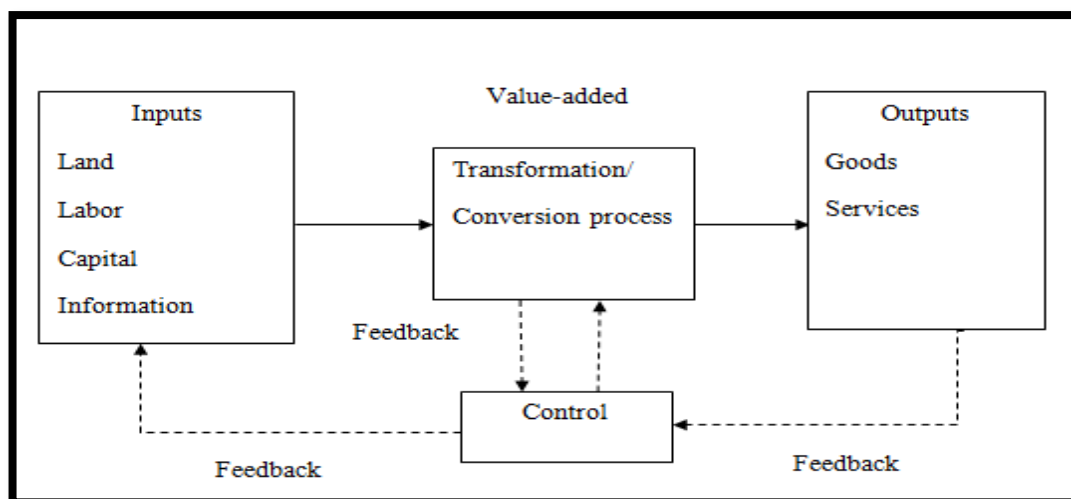 Value-added
Inputs
Land
Labor
Capital
Information
Transformation/
Conversion process
Outputs
Goods
Services
Feedback
Control
Feedback
Feedback